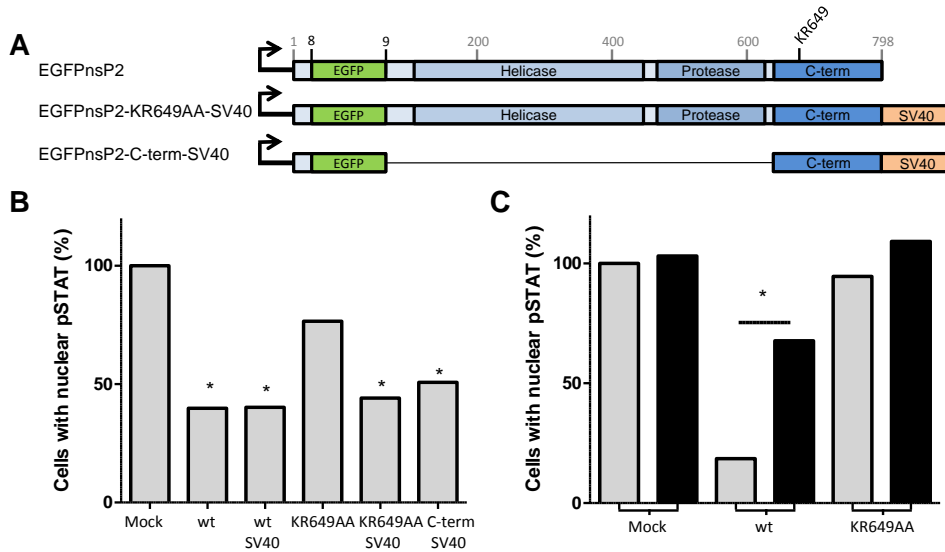 A
1 8 9 200 400 600 KR649 798
EGFPnsP2
EGFP Helicase Protease C-term
EGFPnsP2-KR649AA-SV40
EGFP Helicase Protease C-term SV40
EGFPnsP2-C-term-SV40
EGFP C-term SV40
B
Cells with nuclear pSTAT (%)
100
50
0
* * * *
Mock wt wt SV40 KR649AA KR649AA SV40 C-term SV40
C
Cells with nuclear pSTAT (%)
100
50
0
*
Mock wt KR649AA